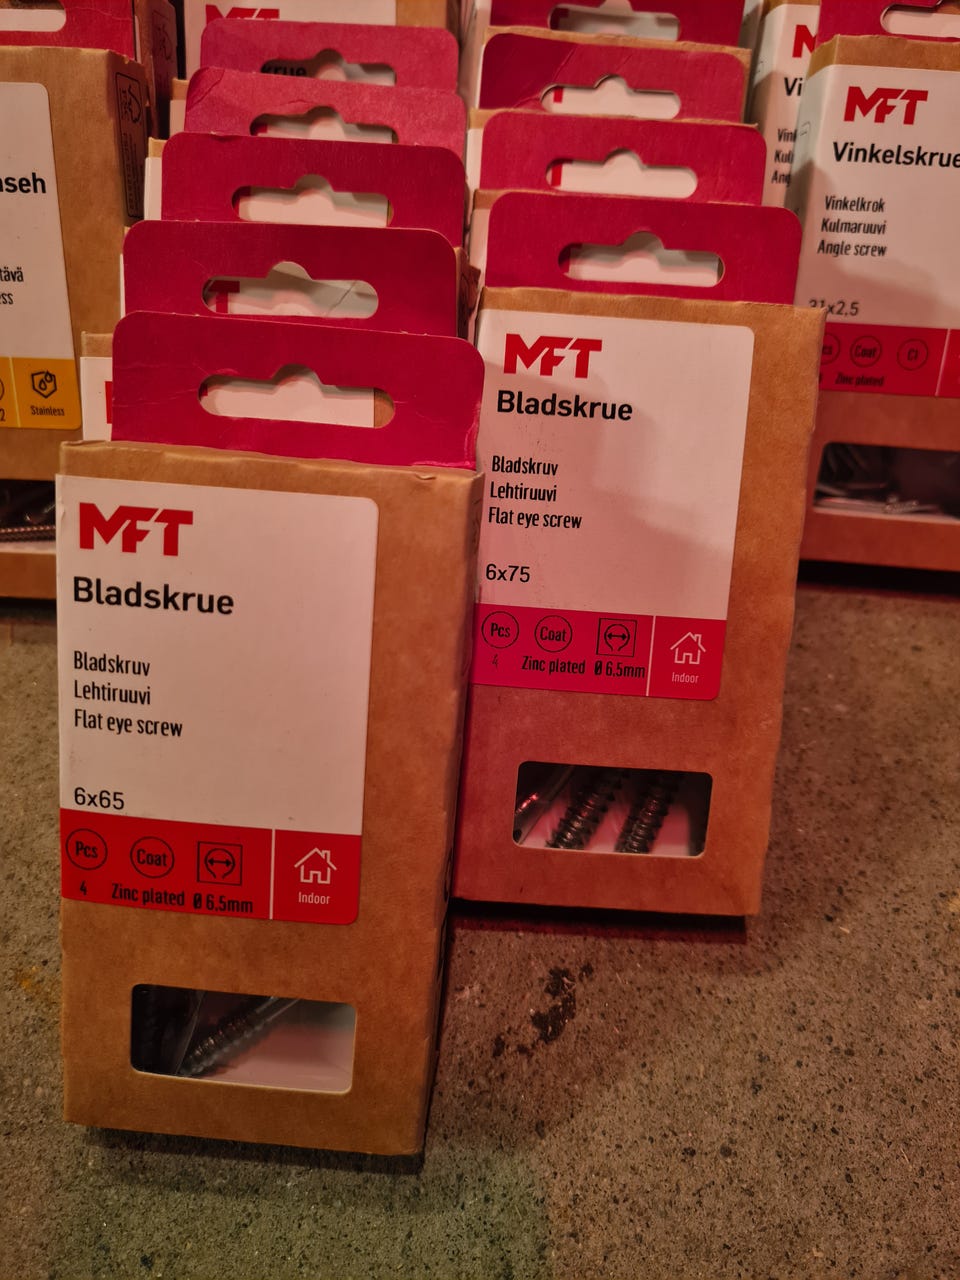 MFT
Bladskrue
Bladskruv
Lehtiruuvi
Flat eye screw
6x65
Pcs
Coat
4
Zinc plated
Ø 6.5mm
Indoor
MFT
Bladskrue
Bladskruv
Lehtiruuvi
Flat eye screw
6x75
Pcs
Coat
4
Zinc plated
Ø 6.5mm
Indoor
MFT
Vinkelskrue
Vinkelkrok
Kulmaruuvi
Angle screw
31x2,5
Coat
Zinc plated
Stainless